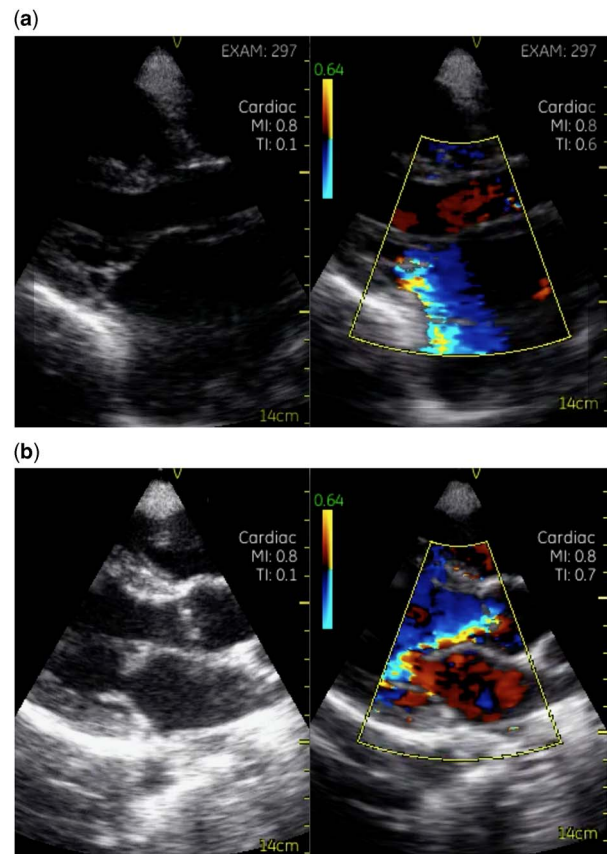 (a)
EXAM: 297
Cardiac
MI: 0.8
TI: 0.1
14cm
0.64
EXAM: 297
Cardiac
MI: 0.8
TI: 0.6
14cm
(b)
Cardiac
MI: 0.8
TI: 0.1
14cm
0.64
Cardiac
MI: 0.8
TI: 0.7
14cm